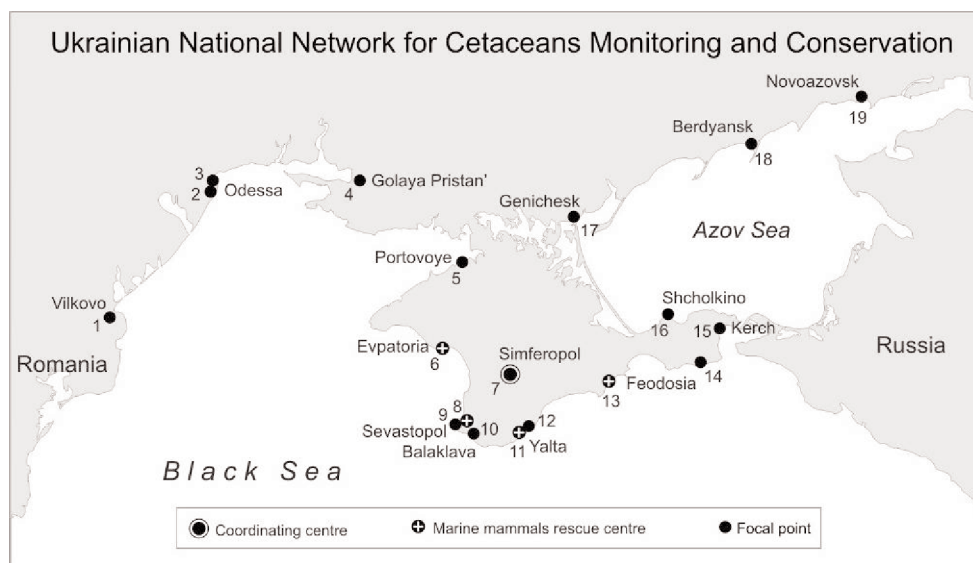 Ukrainian National Network for Cetaceans Monitoring and Conservation
Novoazovsk
19
Berdyansk
18
3
2
Odessa
4
Golaya Pristan'
Genichesk
17
Azov Sea
Portovoye
5
Vilkovo
1
Shcholkino
16
15
Kerch
Romania
Evpatoria
6
Simferopol
7
Russia
Feodosia
14
13
8
9
10
12
Sevastopol
Balaklava
11
Yalta
Black Sea
Coordinating centre
Marine mammals rescue centre
Focal point